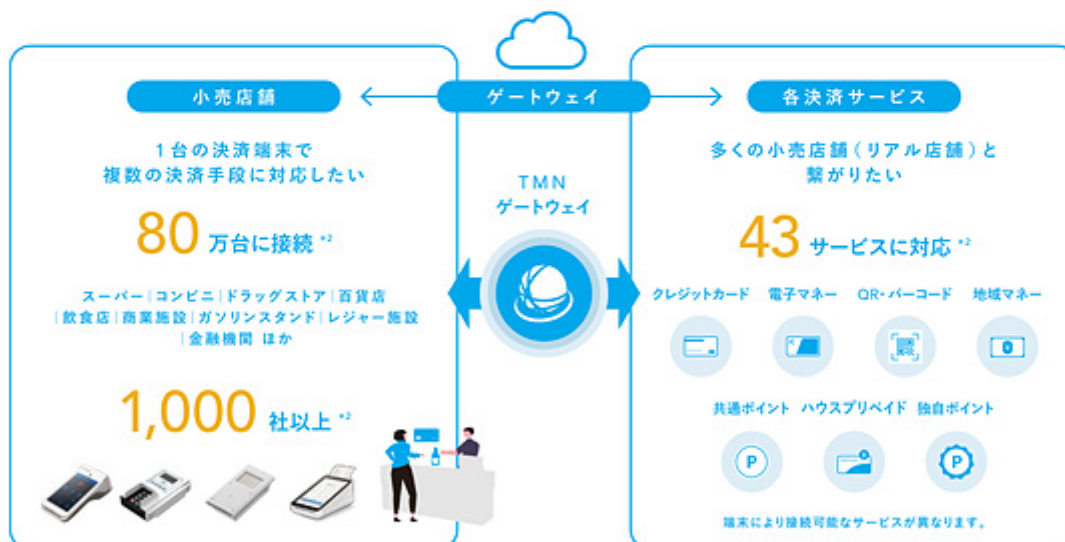 小売店舗
ゲートウェイ
各決済サービス
1台の決済端末で
複数の決済手段に対応したい
80万台に接続 *2
スーパー|コンビニ|ドラッグストア|百貨店
|飲食店|商業施設|ガソリンスタンド|レジャー施設
|金融機関 ほか
1,000社以上 *2
TMN
ゲートウェイ
多くの小売店舗(リアル店舗)と
繋がりたい
43サービスに対応 *2
クレジットカード 電子マネー QR・バーコード 地域マネー
共通ポイント ハウスプリペイド 独自ポイント
P
P
端末により接続可能なサービスが異なります。